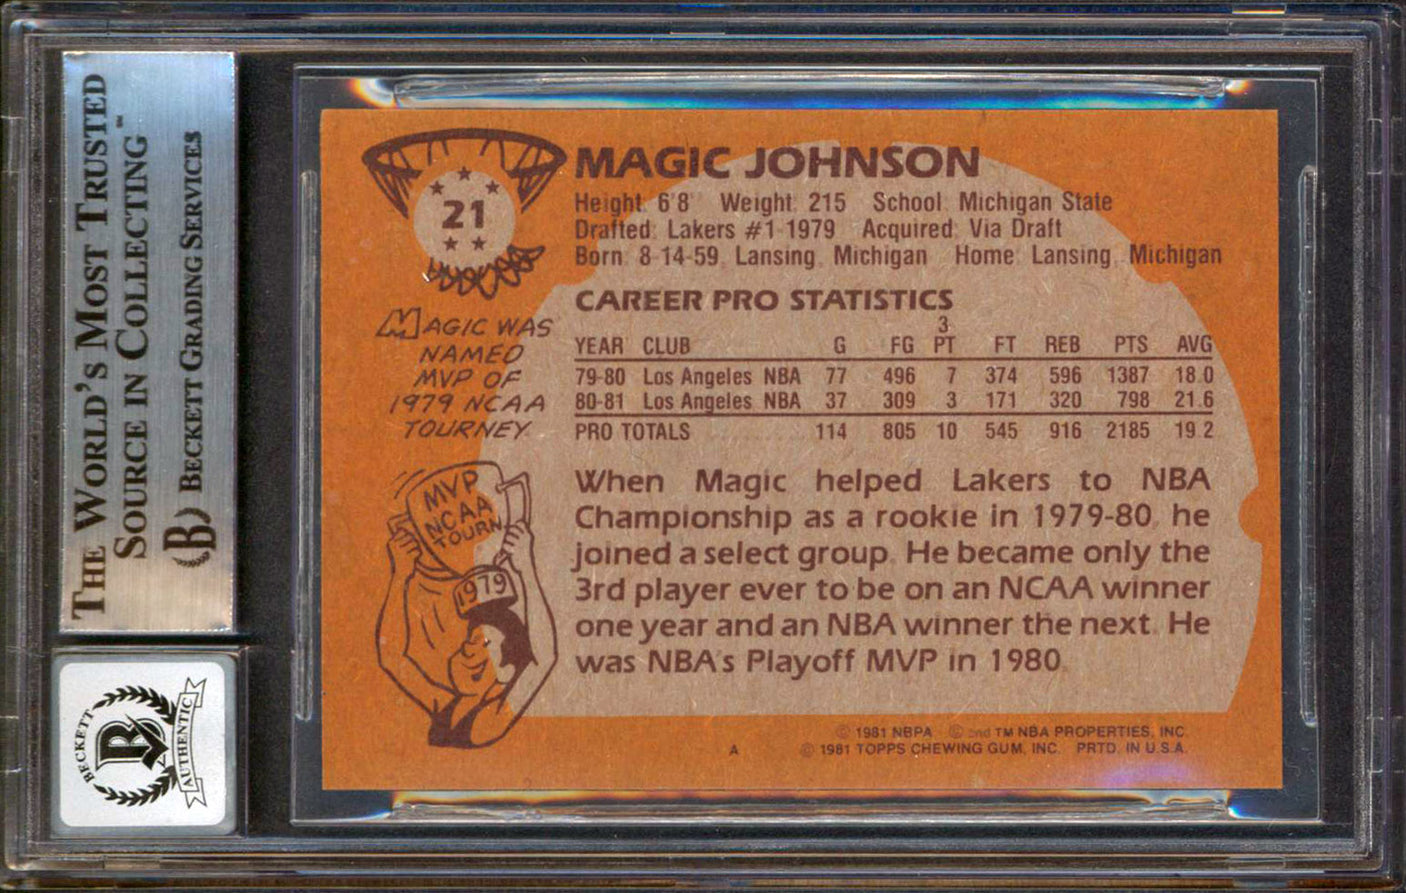 THE WORLD'S MOST TRUSTED
SOURCE IN COLLECTING™
B BECKETT GRADING SERVICES
BECKETT
B
AUTHENTIC
21
MAGIC WAS
NAMED
MVP OF
1979 NCAA
TOURNEY
MVP
NCAA
TOURN
1979
MAGIC JOHNSON
Height: 6'8" Weight: 215 School: Michigan State
Drafted: Lakers #1-1979 Acquired: Via Draft
Born: 8-14-59, Lansing, Michigan Home: Lansing, Michigan
CAREER PRO STATISTICS
YEAR CLUB G FG 3 PT FT REB PTS AVG
79-80 Los Angeles NBA 77 496 7 374 596 1387 18.0
80-81 Los Angeles NBA 37 309 3 171 320 798 21.6
PRO TOTALS 114 805 10 545 916 2185 19.2
When Magic helped Lakers to NBA
Championship as a rookie in 1979-80, he
joined a select group. He became only the
3rd player ever to be on an NCAA winner
one year and an NBA winner the next. He
was NBA's Playoff MVP in 1980.
© 1981 NBPA © and TM NBA PROPERTIES, INC.
A © 1981 TOPPS CHEWING GUM, INC. PRTD. IN U.S.A.